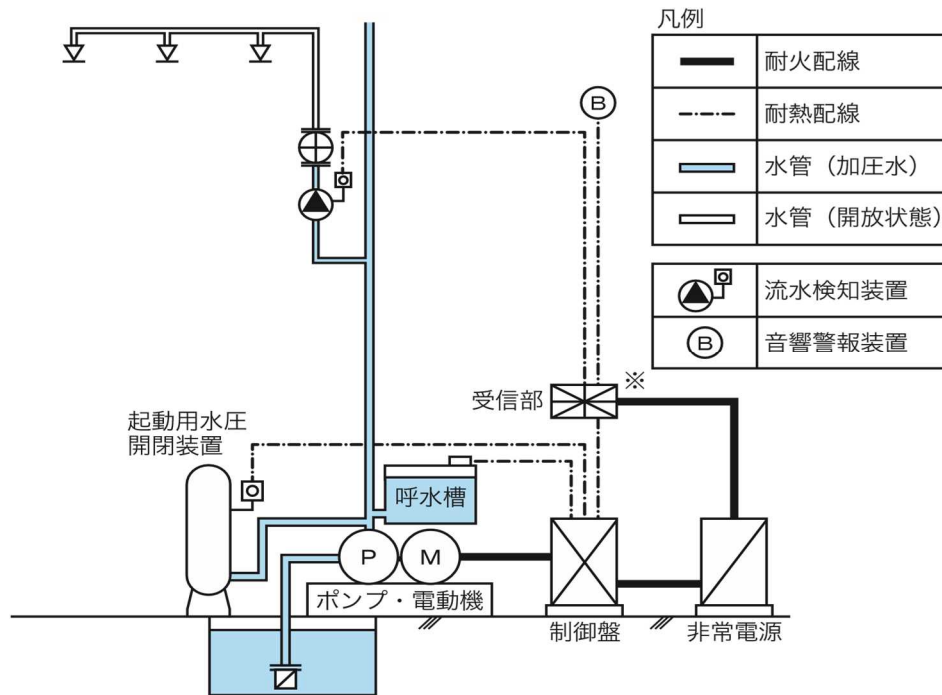 凡例
耐火配線
耐熱配線
水管（加圧水）
水管（開放状態）
流水検知装置
B
音響警報装置
B
※
受信部
起動用水圧
開閉装置
呼水槽
P
M
ポンプ・電動機
制御盤
非常電源